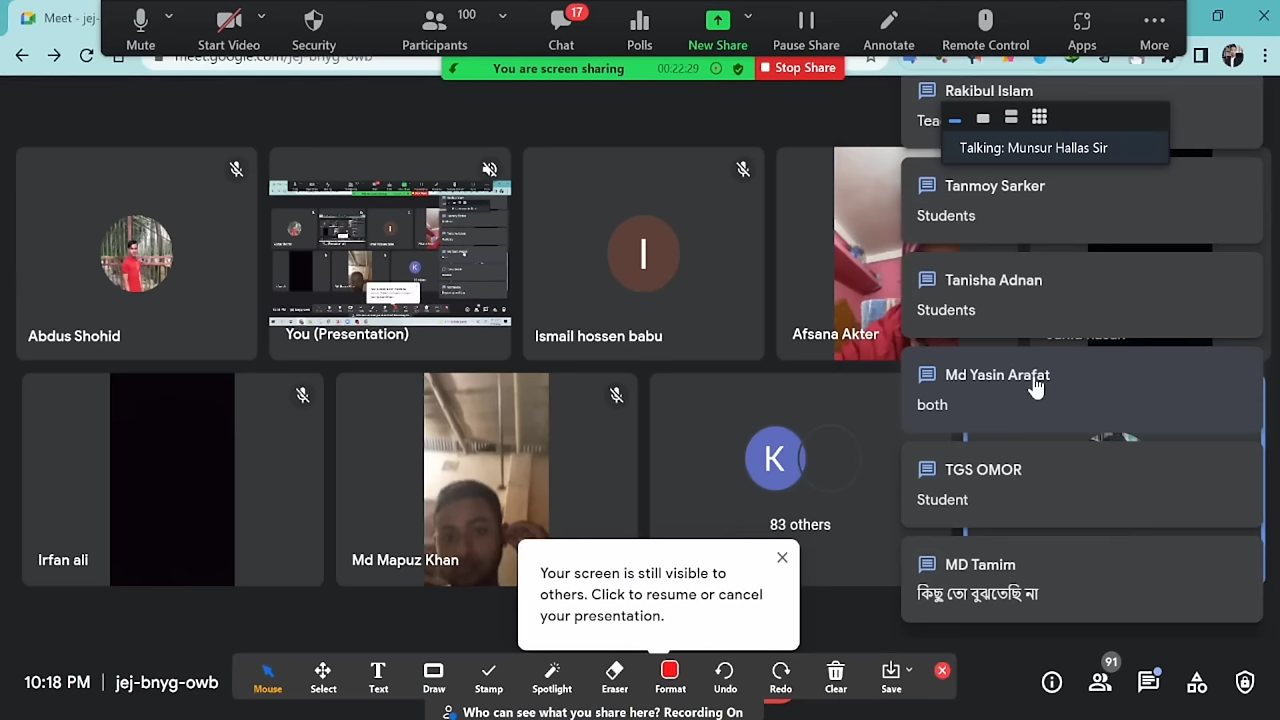 Meet - jej-
100
17
Mute
Start Video
Security
Participants
Chat
Polls
New Share
Pause Share
Annotate
Remote Control
Apps
More
meet.google.com/jej-bnyg-owb
You are screen sharing
00:22:29
Stop Share
Rakibul Islam
Talking: Munsur Hallas Sir
Tanmoy Sarker
Students
Tanisha Adnan
Students
Md Yasin Arafat
both
TGS OMOR
Student
MD Tamim
কিছু তো বুঝতেছি না
Abdus Shohid
You (Presentation)
I
Ismail hossen babu
Afsana Akter
Irfan ali
Md Mapuz Khan
K
83 others
Your screen is still visible to
others. Click to resume or cancel
your presentation.
10:18 PM
jej-bnyg-owb
Mouse
Select
Text
Draw
Stamp
Spotlight
Eraser
Format
Undo
Redo
Clear
Save
91
Who can see what you share here? Recording On